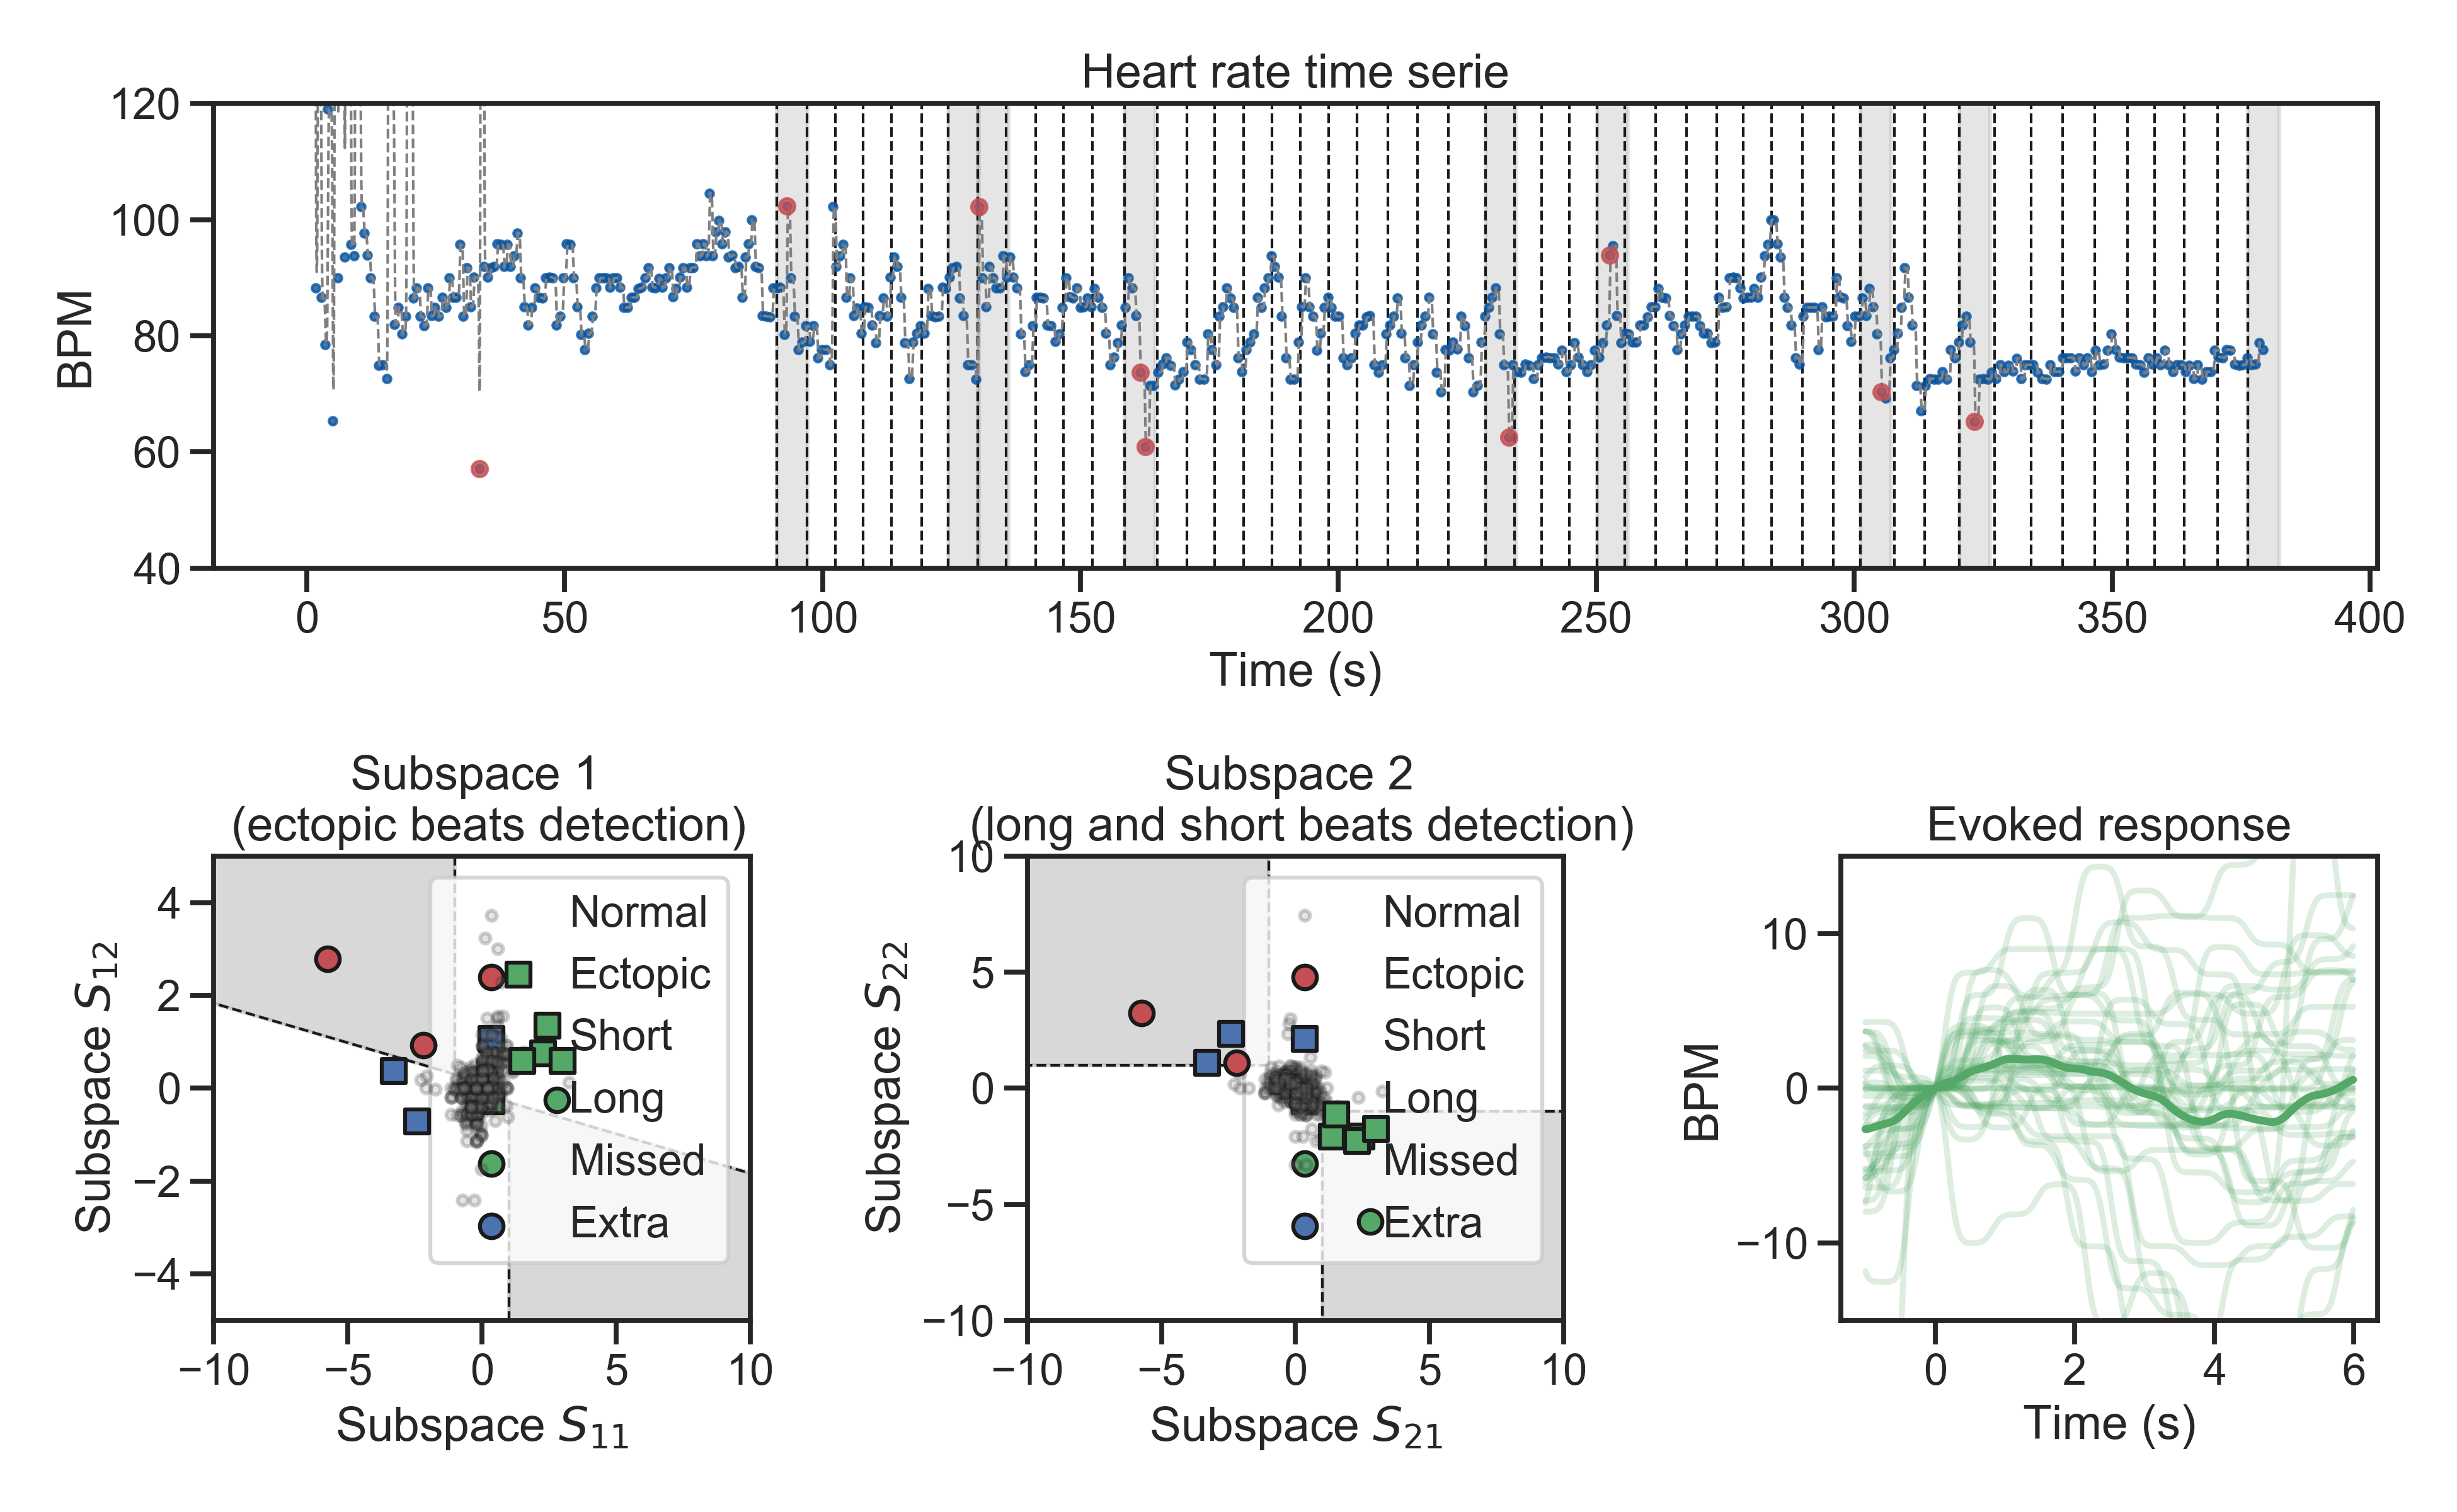 Heart rate time serie
BPM
120
100
80
60
40
0 50 100 150 200 250 300 350 400
Time (s)
Subspace 1
(ectopic beats detection)
Subspace S12
4
2
0
−2
−4
Normal
Ectopic
Short
Long
Missed
Extra
−10 −5 0 5 10
Subspace S11
Subspace 2
(long and short beats detection)
Subspace S22
10
5
0
−5
−10
Normal
Ectopic
Short
Long
Missed
Extra
−10 −5 0 5 10
Subspace S21
Evoked response
BPM
10
0
−10
0 2 4 6
Time (s)